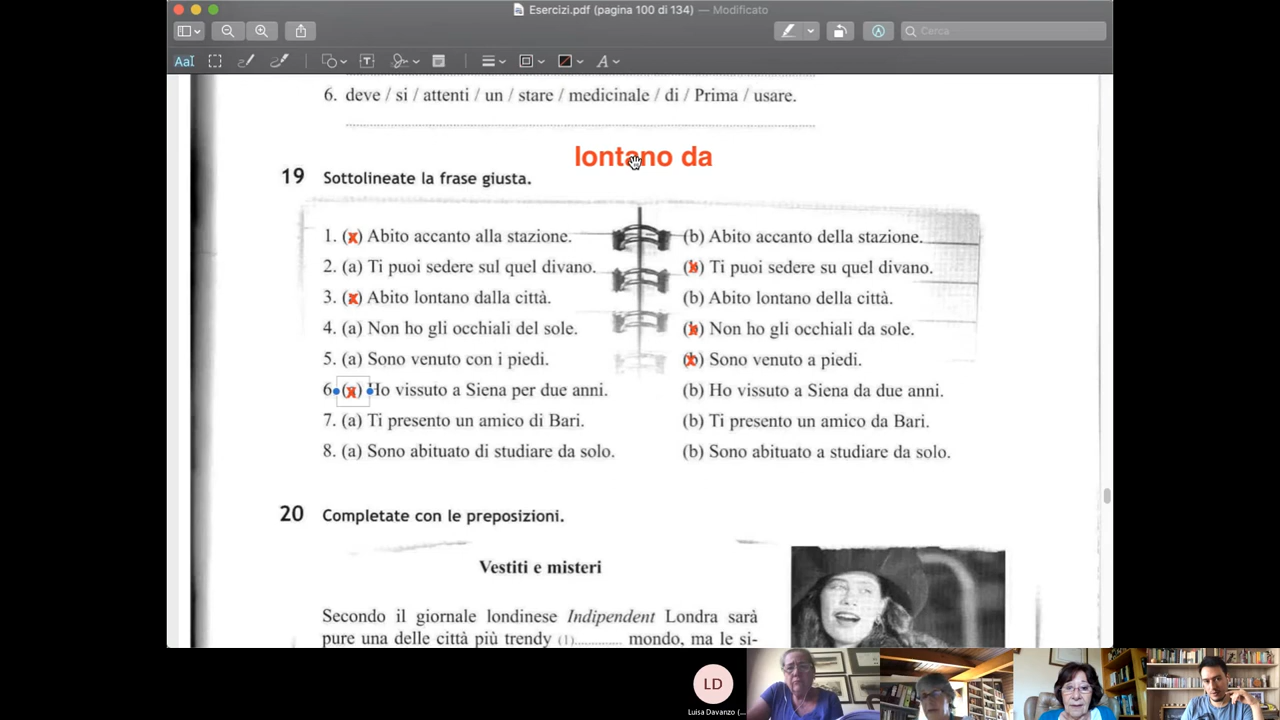 Esercizi.pdf (pagina 100 di 134) — Modificato
Cerca
AaI
A
6. deve / si / attenti / un / stare / medicinale / di / Prima / usare.
lontano da
19 Sottolineate la frase giusta.
1. (x) Abito accanto alla stazione. (b) Abito accanto della stazione.
2. (a) Ti puoi sedere sul quel divano. (x) Ti puoi sedere su quel divano.
3. (x) Abito lontano dalla città. (b) Abito lontano della città.
4. (a) Non ho gli occhiali del sole. (x) Non ho gli occhiali da sole.
5. (a) Sono venuto con i piedi. (x) Sono venuto a piedi.
6. (x) Ho vissuto a Siena per due anni. (b) Ho vissuto a Siena da due anni.
7. (a) Ti presento un amico di Bari. (b) Ti presento un amico da Bari.
8. (a) Sono abituato di studiare da solo. (b) Sono abituato a studiare da solo.
20 Completate con le preposizioni.
Vestiti e misteri
Secondo il giornale londinese Indipendent Londra sarà
pure una delle città più trendy (1)............ mondo, ma le si-
LD
Luisa Davanzo (...